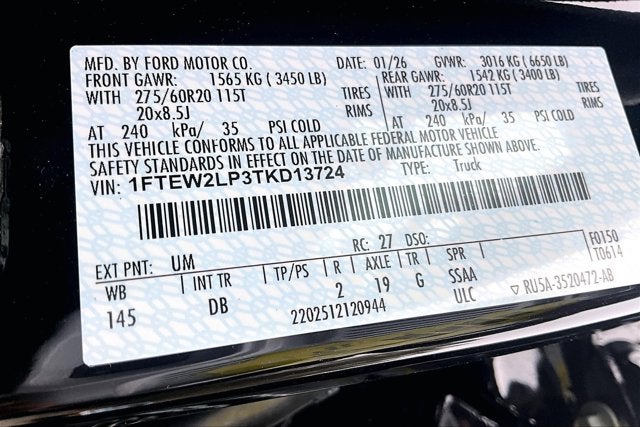 MFD. BY FORD MOTOR CO. DATE: 01/26 GVWR: 3016 KG ( 6650 LB)
FRONT GAWR: 1565 KG ( 3450 LB) REAR GAWR: 1542 KG ( 3400 LB)
WITH 275/60R20 115T TIRES WITH 275/60R20 115T TIRES
20x8.5J RIMS 20x8.5J RIMS
AT 240 kPa/ 35 PSI COLD AT 240 kPa/ 35 PSI COLD
THIS VEHICLE CONFORMS TO ALL APPLICABLE FEDERAL MOTOR VEHICLE
SAFETY STANDARDS IN EFFECT ON THE DATE OF MANUFACTURE SHOWN ABOVE.
VIN: 1FTEW2LP3TKD13724 TYPE: Truck
F0150
T0614
EXT PNT: UM RC: 27 DSO:
WB INT TR TP/PS R AXLE TR SPR
145 DB 2 19 G SSAA
ULC ▽ RU5A-3520472-AB
2202512120944